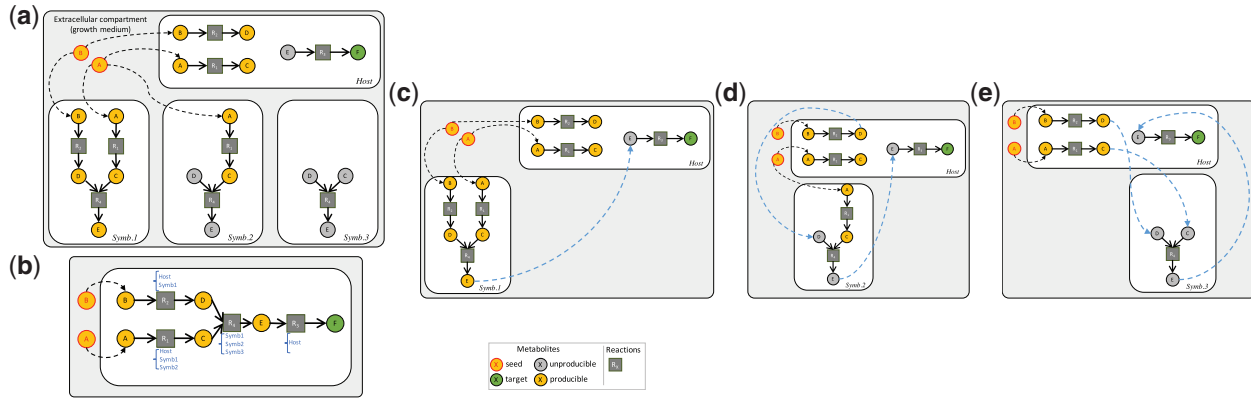 (a)
Extracellular compartment
(growth medium)
B
A
B D
A C
E F
Host
B A
D C
E
Symb.1
A
D C
E
Symb.2
D C
E
Symb.3
(b)
B B D
A A C
E F
Host
Symb1
Host
Symb1
Symb2
Symb1
Symb2
Symb3
Host
(c)
B
A
B D
A C
E F
Host
B A
D C
E
Symb.1
(d)
B
A
B D
A C
E F
Host
A
D C
E
Symb.2
(e)
B
A
B D
A C
E F
Host
D C
E
Symb.3
Metabolites Reactions
X seed X unproducible
X target X producible